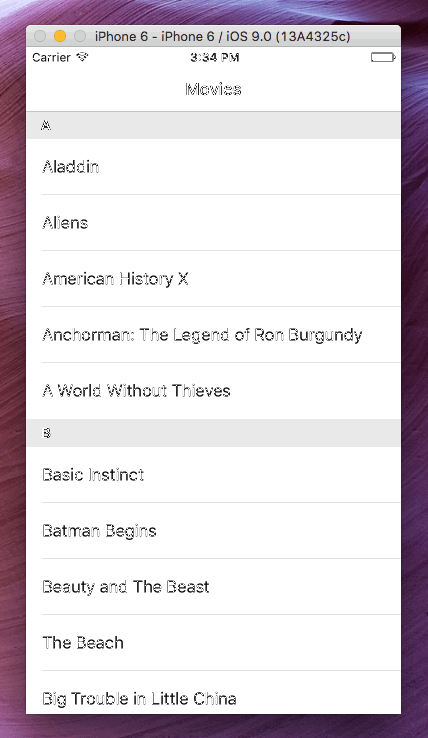 iPhone 6 - iPhone 6 / iOS 9.0 (13A4325c)
Carrier 3:34 PM
Movies
A
Aladdin
Aliens
American History X
Anchorman: The Legend of Ron Burgundy
A World Without Thieves
B
Basic Instinct
Batman Begins
Beauty and The Beast
The Beach
Big Trouble in Little China